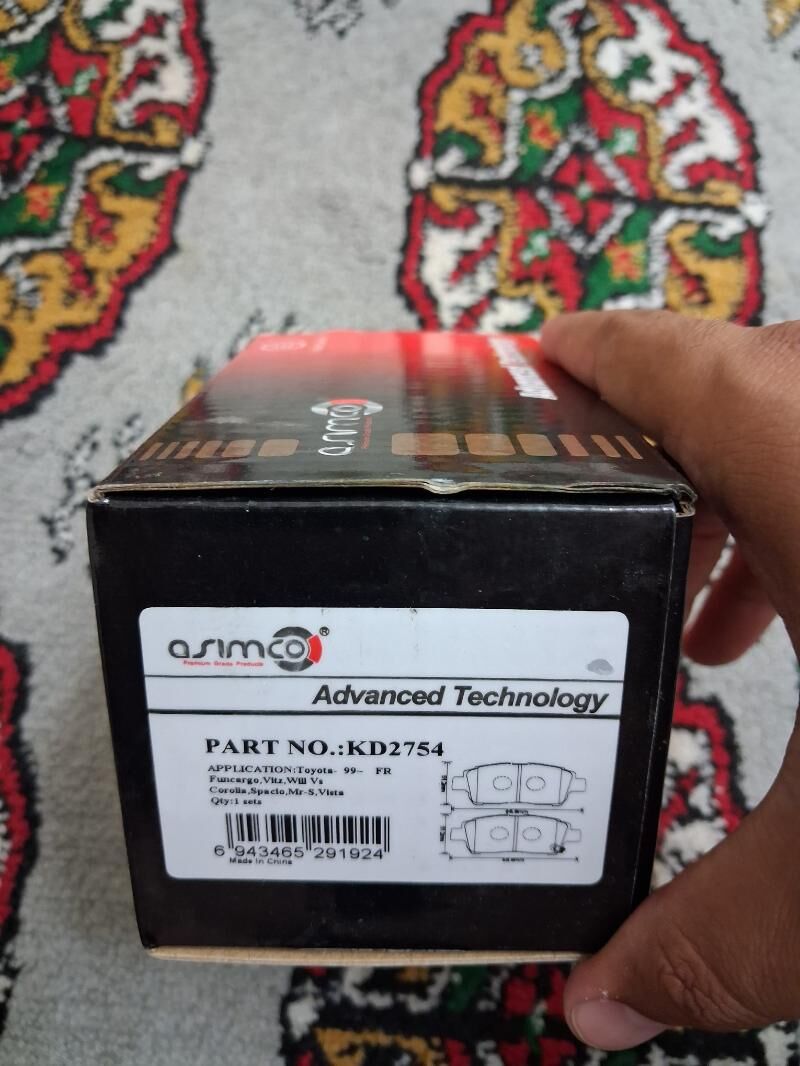 asimco
asimco®
Premium Grade Products
Advanced Technology
PART NO.:KD2754
APPLICATION:Toyota- 99- FR
Funcargo,Vitz,Will Vs
Corolla,Spacio,Mr-S,Vista
Qty:1 sets
6 943465 291924
Made in China